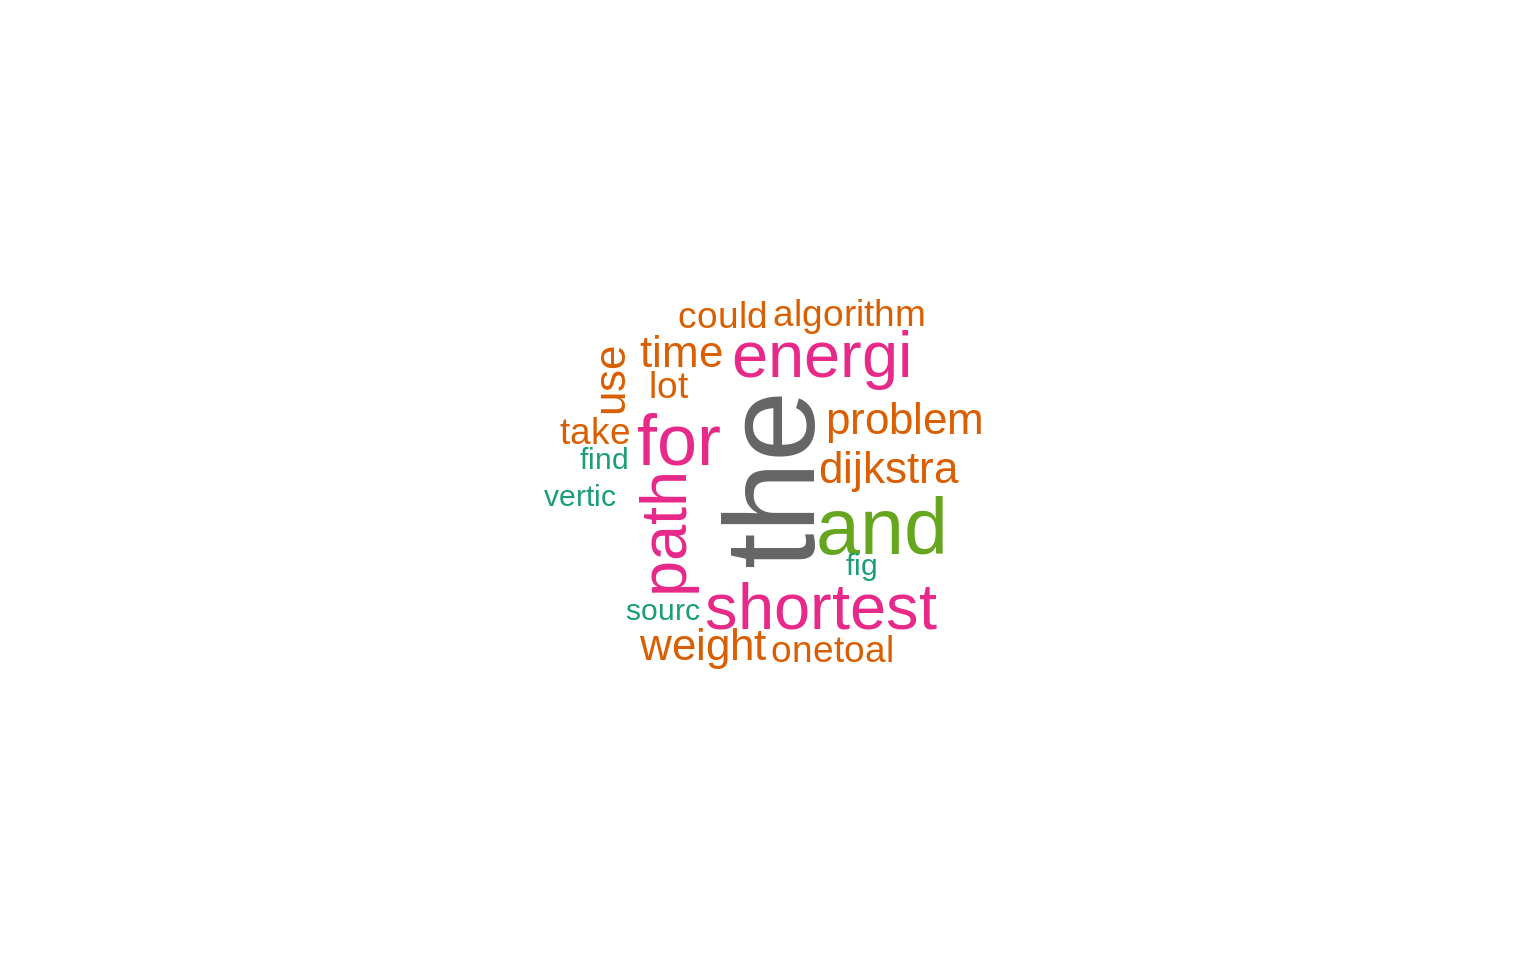 could algorithm
time energi
use
lot
the
for
problem
take
find
dijkstra
vertic
path
and
fig
shortest
sourc
weight onetoal